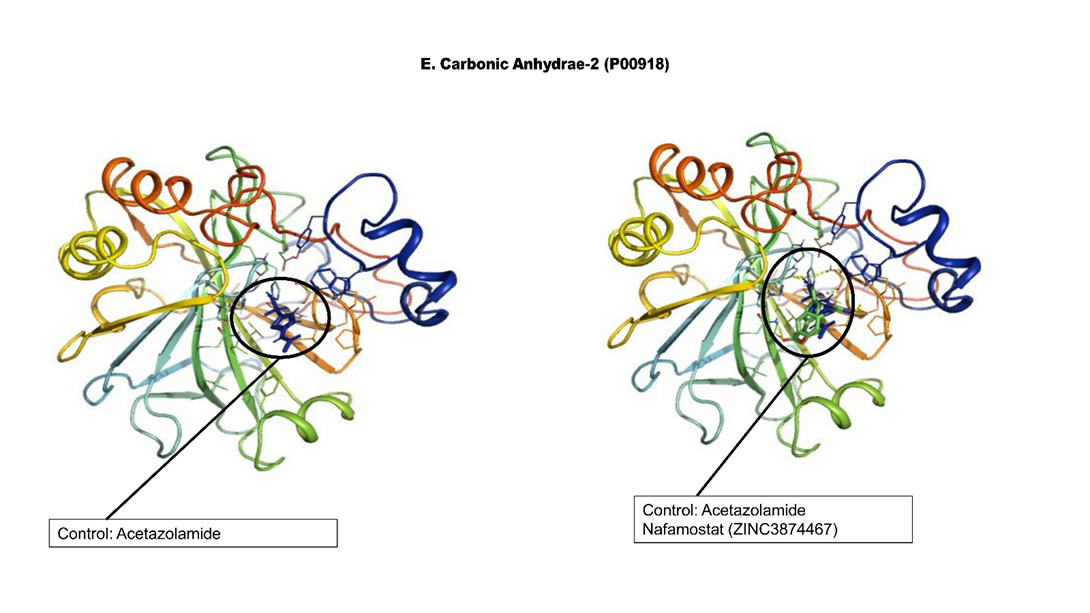 E. Carbonic Anhydrae-2 (P00918)
Control: Acetazolamide
Control: Acetazolamide
Nafamostat (ZINC3874467)